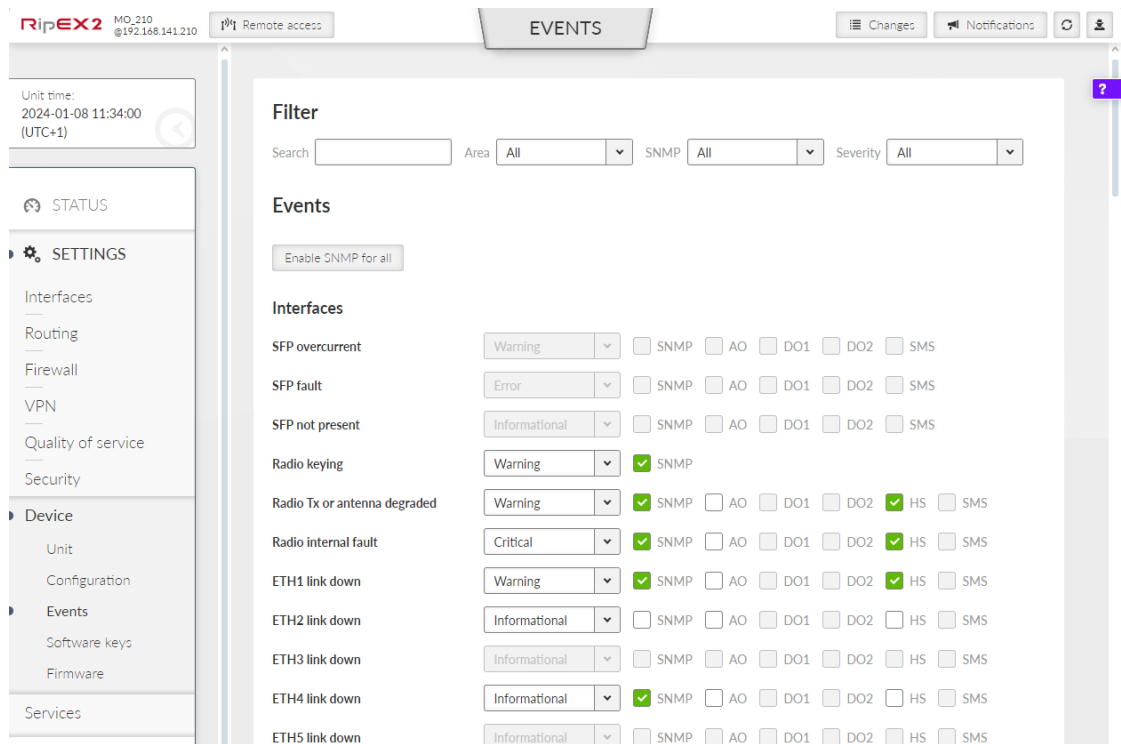 RipEX2 MO_210 @192.168.141.210 Remote access EVENTS Changes Notifications
Unit time:
2024-01-08 11:34:00
(UTC+1)
STATUS
SETTINGS
Interfaces
Routing
Firewall
VPN
Quality of service
Security
Device
Unit
Configuration
Events
Software keys
Firmware
Services
?
Filter
Search Area All SNMP All Severity All
Events
Enable SNMP for all
Interfaces
SFP overcurrent Warning SNMP AO DO1 DO2 SMS
SFP fault Error SNMP AO DO1 DO2 SMS
SFP not present Informational SNMP AO DO1 DO2 SMS
Radio keying Warning SNMP
Radio Tx or antenna degraded Warning SNMP AO DO1 DO2 HS SMS
Radio internal fault Critical SNMP AO DO1 DO2 HS SMS
ETH1 link down Warning SNMP AO DO1 DO2 HS SMS
ETH2 link down Informational SNMP AO DO1 DO2 HS SMS
ETH3 link down Informational SNMP AO DO1 DO2 HS SMS
ETH4 link down Informational SNMP AO DO1 DO2 HS SMS
ETH5 link down Informational SNMP AO DO1 DO2 HS SMS